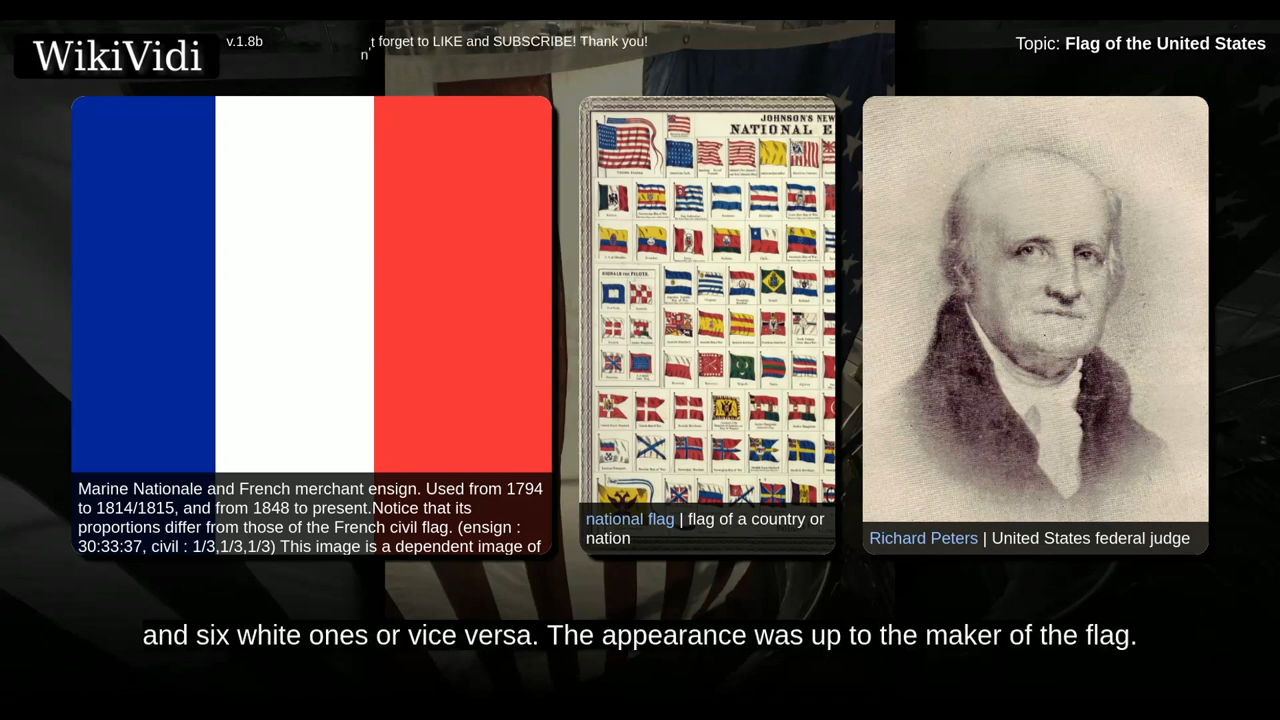 WikiVidi
v.1.8b
n't forget to LIKE and SUBSCRIBE! Thank you!
Topic: Flag of the United States
JOHNSON'S NEW
NATIONAL E
SIGNALS FOR PILOTS.
Marine Nationale and French merchant ensign. Used from 1794
to 1814/1815, and from 1848 to present.Notice that its
proportions differ from those of the French civil flag. (ensign :
30:33:37, civil : 1/3,1/3,1/3) This image is a dependent image of
national flag | flag of a country or
nation
Richard Peters | United States federal judge
and six white ones or vice versa. The appearance was up to the maker of the flag.